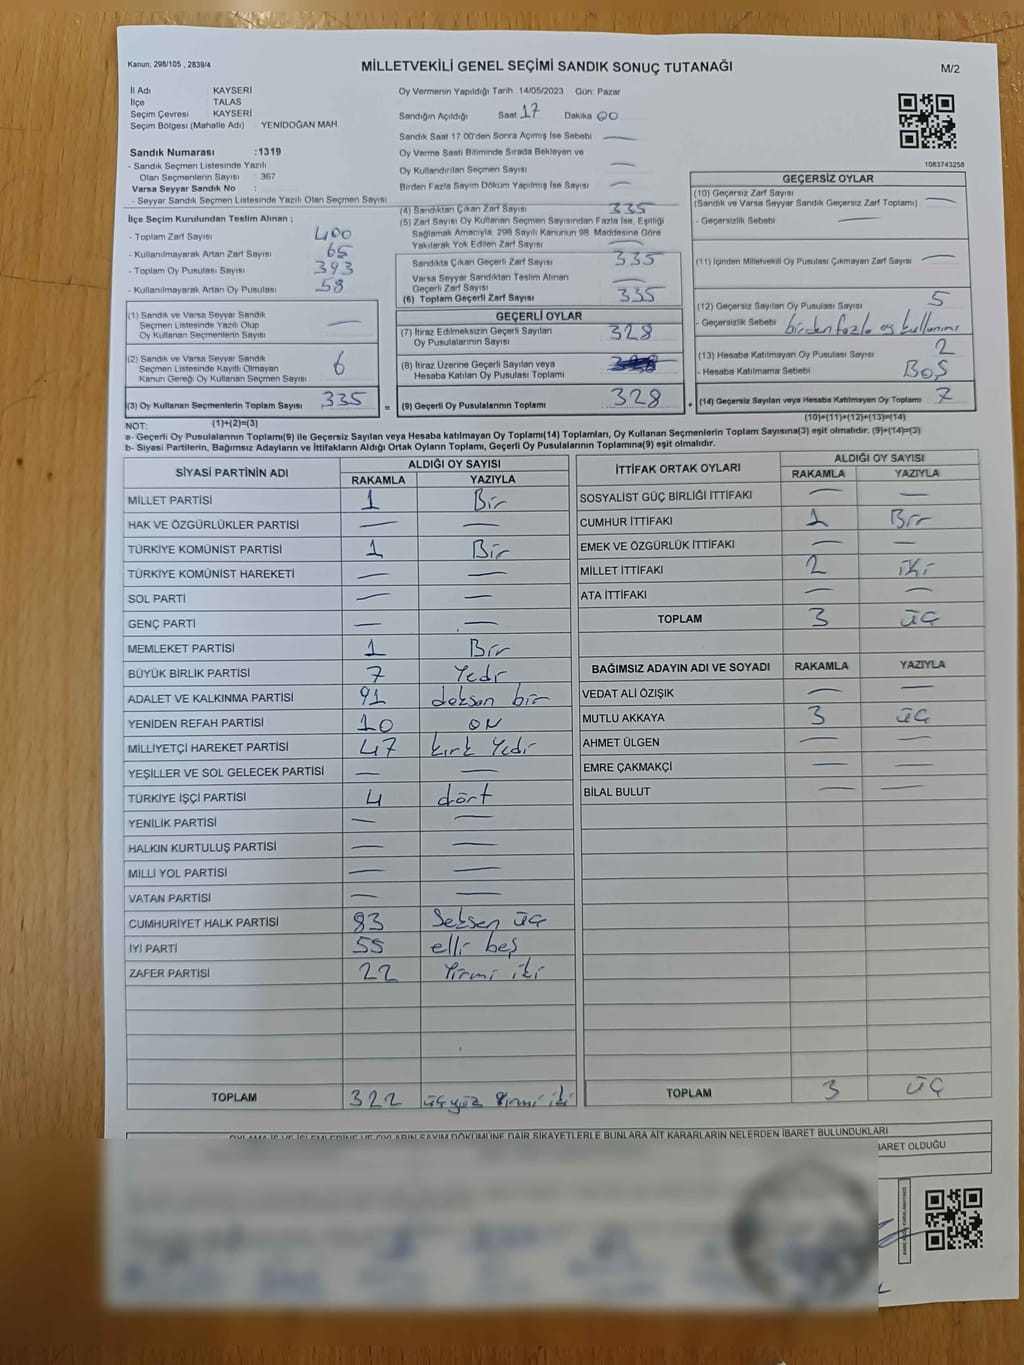 Kanun: 298/105 , 2839/4
MİLLETVEKİLİ GENEL SEÇİMİ SANDIK SONUÇ TUTANAĞI
M/2
İl Adı KAYSERİ
İlçe TALAS
Seçim Çevresi KAYSERİ
Seçim Bölgesi (Mahalle Adı) YENİDOĞAN MAH
Sandık Numarası :1319
- Sandık Seçmen Listesinde Yazılı
Olan Seçmenlerin Sayısı : 367
Varsa Seyyar Sandık No :
- Seyyar Sandık Seçmen Listesinde Yazılı Olan Seçmen Sayısı
İlçe Seçim Kurulundan Teslim Alınan ;
- Toplam Zarf Sayısı 400
- Kullanılmayarak Artan Zarf Sayısı 65
- Toplam Oy Pusulası Sayısı 393
- Kullanılmayarak Artan Oy Pusulası 58
(1) Sandık ve Varsa Seyyar Sandık
Seçmen Listesinde Yazılı Olup
Oy Kullanan Seçmenlerin Sayısı —
(2) Sandık ve Varsa Seyyar Sandık
Seçmen Listesinde Kayıtlı Olmayan
Kanun Gereği Oy Kullanan Seçmen Sayısı 6
(3) Oy Kullanan Seçmenlerin Toplam Sayısı 335 =
Oy Vermenin Yapıldığı Tarih 14/05/2023 Gün: Pazar
Sandığın Açıldığı Saat 17 Dakika 00
Sandık Saat 17.00'den Sonra Açımış İse Sebebi —
Oy Verme Saati Bitiminde Sırada Bekleyen ve
Oy Kullandırılan Seçmen Sayısı —
Birden Fazla Sayım Döküm Yapılmış İse Sayısı —
(4) Sandıktan Çıkan Zarf Sayısı 335
(5) Zarf Sayısı Oy Kullanan Seçmen Sayısından Fazla İse, Eşitliği
Sağlamak Amacıyla, 298 Sayılı Kanunun 98. Maddesine Göre
Yakılarak Yok Edilen Zarf Sayısı —
Sandıkta Çıkan Geçerli Zarf Sayısı 335
Varsa Seyyar Sandıktan Teslim Alınan
Geçerli Zarf Sayısı —
(6) Toplam Geçerli Zarf Sayısı 335
GEÇERLİ OYLAR
(7) İtiraz Edilmeksizin Geçerli Sayılan
Oy Pusulalarının Sayısı 328
(8) İtiraz Üzerine Geçerli Sayılan veya
Hesaba Katılan Oy Pusulası Toplamı
(9) Geçerli Oy Pusulalarının Toplamı 328 +
1083743258
GEÇERSİZ OYLAR
(10) Geçersiz Zarf Sayısı
(Sandık ve Varsa Seyyar Sandık Geçersiz Zarf Toplamı) —
- Geçersizlik Sebebi —
(11) İçinden Milletvekili Oy Pusulası Çıkmayan Zarf Sayısı —
(12) Geçersiz Sayılan Oy Pusulası Sayısı 5
- Geçersizlik Sebebi birden fazla oy kullanımı
(13) Hesaba Katılmayan Oy Pusulası Sayısı 2
- Hesaba Katılmama Sebebi BOŞ
(14) Geçersiz Sayılan veya Hesaba Katılmayan Oy Toplamı 7
NOT: (1)+(2)=(3) (10)+(11)+(12)+(13)=(14)
a- Geçerli Oy Pusulalarının Toplamı(9) ile Geçersiz Sayılan veya Hesaba katılmayan Oy Toplamı(14) Toplamları, Oy Kullanan Seçmenlerin Toplam Sayısına(3) eşit olmalıdır. (9)+(14)=(3)
b- Siyasi Partilerin, Bağımsız Adayların ve İttifakların Aldığı Ortak Oyların Toplamı, Geçerli Oy Pusulalarının Toplamına(9) eşit olmalıdır.
SİYASİ PARTİNİN ADI ALDIĞI OY SAYISI
RAKAMLA YAZIYLA
MİLLET PARTİSİ 1 Bir
HAK VE ÖZGÜRLÜKLER PARTİSİ — —
TÜRKİYE KOMÜNİST PARTİSİ 1 Bir
TÜRKİYE KOMÜNİST HAREKETİ — —
SOL PARTİ — —
GENÇ PARTİ — —
MEMLEKET PARTİSİ 1 Bir
BÜYÜK BİRLİK PARTİSİ 7 Yedi
ADALET VE KALKINMA PARTİSİ 91 doksan bir
YENİDEN REFAH PARTİSİ 10 ON
MİLLİYETÇİ HAREKET PARTİSİ 47 kırk Yedi
YEŞİLLER VE SOL GELECEK PARTİSİ — —
TÜRKİYE İŞÇİ PARTİSİ 4 dört
YENİLİK PARTİSİ — —
HALKIN KURTULUŞ PARTİSİ — —
MİLLİ YOL PARTİSİ — —
VATAN PARTİSİ — —
CUMHURİYET HALK PARTİSİ 83 Seksen üç
İYİ PARTİ 55 elli beş
ZAFER PARTİSİ 22 Yirmi iki
TOPLAM 322 üç yüz Yirmi iki
İTTİFAK ORTAK OYLARI ALDIĞI OY SAYISI
RAKAMLA YAZIYLA
SOSYALİST GÜÇ BİRLİĞİ İTTİFAKI — —
CUMHUR İTTİFAKI 1 Bir
EMEK VE ÖZGÜRLÜK İTTİFAKI — —
MİLLET İTTİFAKI 2 iki
ATA İTTİFAKI — —
TOPLAM 3 üç
BAĞIMSIZ ADAYIN ADI VE SOYADI RAKAMLA YAZIYLA
VEDAT ALİ ÖZIŞIK — —
MUTLU AKKAYA 3 üç
AHMET ÜLGEN — —
EMRE ÇAKMAKÇİ — —
BİLAL BULUT — —
TOPLAM 3 üç
OYLAMA İŞ VE İŞLEMLERİNE VE OYLARIN SAYIM DÖKÜMÜNE DAİR ŞİKAYETLERLE BUNLARA AİT KARARLARIN NELERDEN İBARET BULUNDUKLARI
BARET OLDUĞU